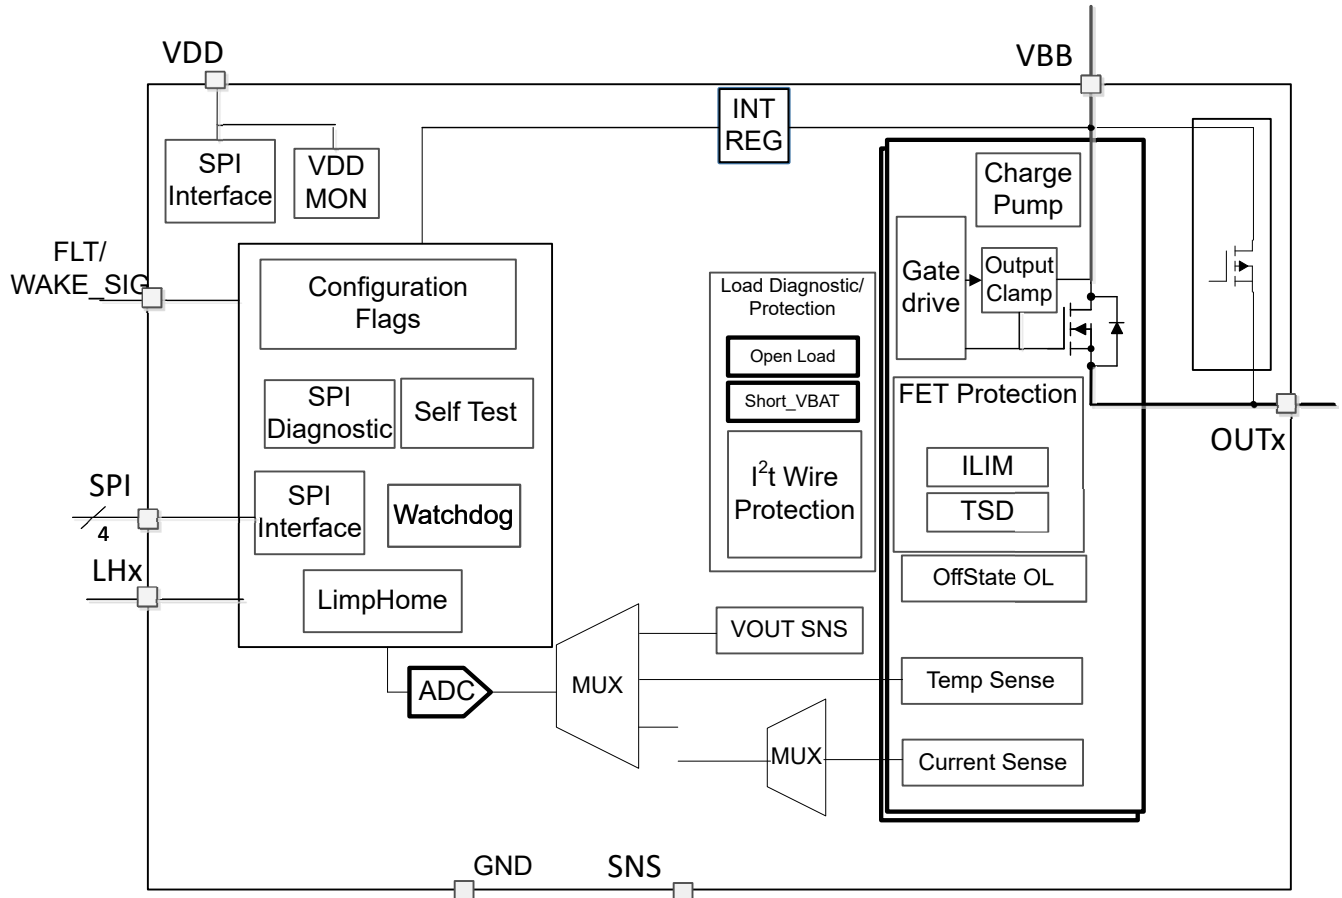 VDD
VBB
INT
REG
SPI
Interface
VDD
MON
Charge
Pump
FLT/
WAKE_SIG
Configuration
Flags
Gate
drive
Output
Clamp
Load Diagnostic/
Protection
Open Load
Short_VBAT
I²t Wire
Protection
SPI
Diagnostic
Self Test
FET Protection
ILIM
TSD
OUTx
SPI
4
SPI
Interface
Watchdog
LHx
LimpHome
OffState OL
VOUT SNS
ADC
MUX
Temp Sense
MUX
Current Sense
GND
SNS